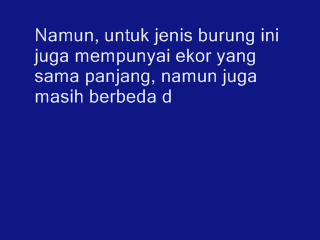 Namun, untuk jenis burung ini
juga mempunyai ekor yang
sama panjang, namun juga
masih berbeda d